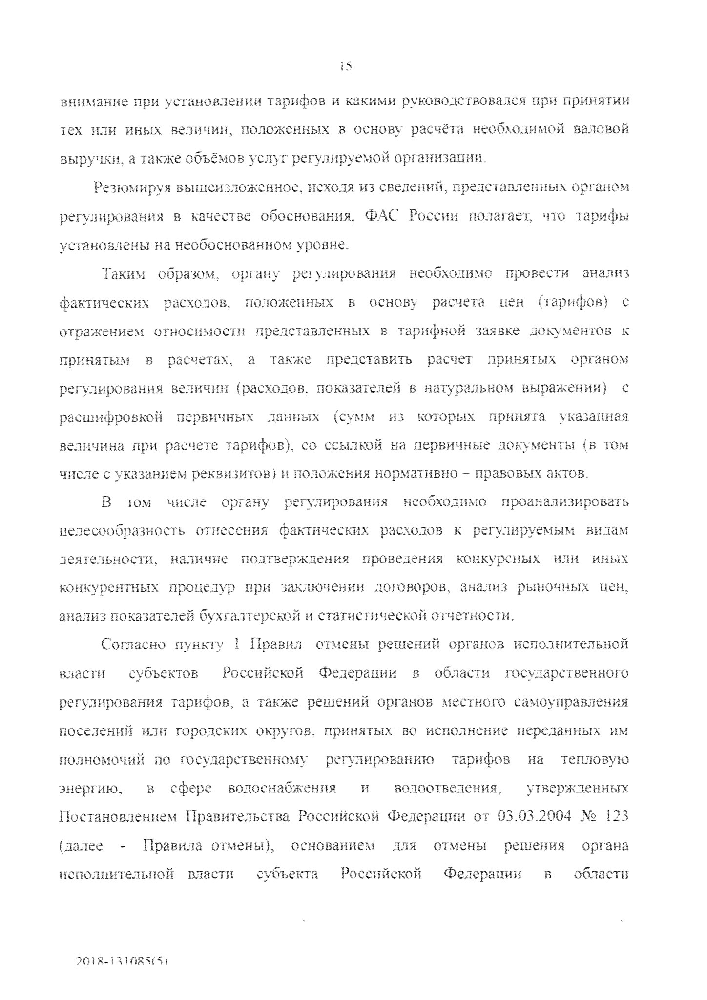 15
внимание при установлении тарифов и какими руководствовался при принятии
тех или иных величин, положенных в основу расчёта необходимой валовой
выручки, а также объёмов услуг регулируемой организации.
Резюмируя вышеизложенное, исходя из сведений, представленных органом
регулирования в качестве обоснования, ФАС России полагает, что тарифы
установлены на необоснованном уровне.
Таким образом, органу регулирования необходимо провести анализ
фактических расходов, положенных в основу расчета цен (тарифов) с
отражением относимости представленных в тарифной заявке документов к
принятым в расчетах, а также представить расчет принятых органом
регулирования величин (расходов, показателей в натуральном выражении) с
расшифровкой первичных данных (сумм из которых принята указанная
величина при расчете тарифов), со ссылкой на первичные документы (в том
числе с указанием реквизитов) и положения нормативно – правовых актов.
В том числе органу регулирования необходимо проанализировать
целесообразность отнесения фактических расходов к регулируемым видам
деятельности, наличие подтверждения проведения конкурсных или иных
конкурентных процедур при заключении договоров, анализ рыночных цен,
анализ показателей бухгалтерской и статистической отчетности.
Согласно пункту 1 Правил отмены решений органов исполнительной
власти субъектов Российской Федерации в области государственного
регулирования тарифов, а также решений органов местного самоуправления
поселений или городских округов, принятых во исполнение переданных им
полномочий по государственному регулированию тарифов на тепловую
энергию, в сфере водоснабжения и водоотведения, утвержденных
Постановлением Правительства Российской Федерации от 03.03.2004 № 123
(далее - Правила отмены), основанием для отмены решения органа
исполнительной власти субъекта Российской Федерации в области
2018-131085(5)